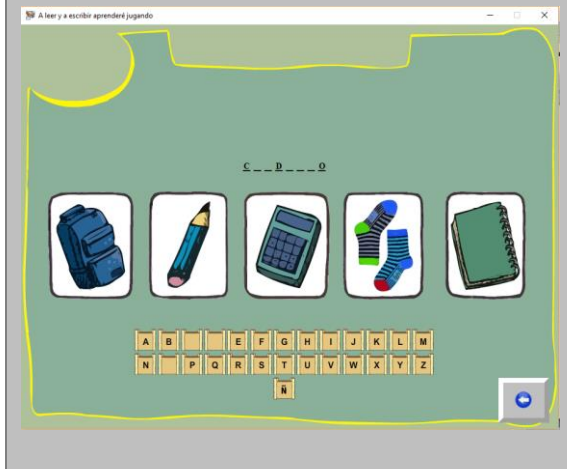 A leer y a escribir aprenderé jugando
C _ _ D _ _ _ O
A B E F G H I J K L M
N P Q R S T U V W X Y Z
Ñ